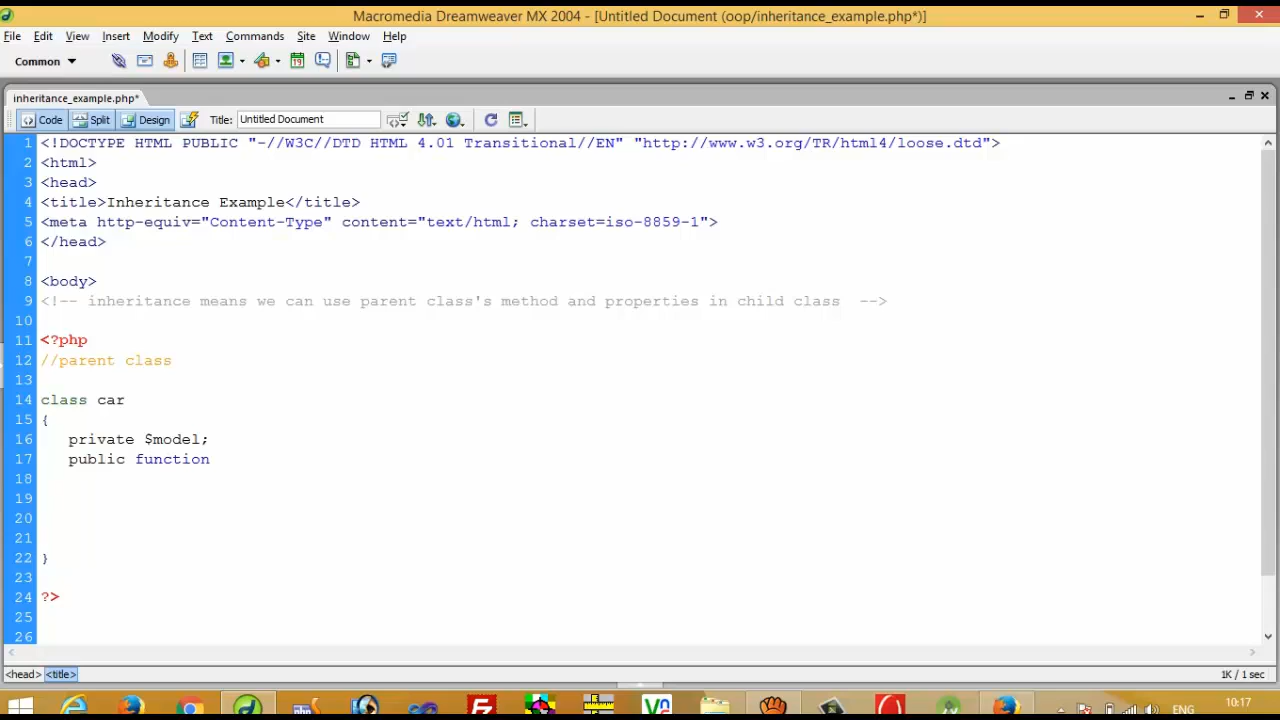 Macromedia Dreamweaver MX 2004 - [Untitled Document (oop/inheritance_example.php*)]
File Edit View Insert Modify Text Commands Site Window Help
Common
inheritance_example.php*
Code Split Design Title: Untitled Document
1 <!DOCTYPE HTML PUBLIC "-//W3C//DTD HTML 4.01 Transitional//EN" "http://www.w3.org/TR/html4/loose.dtd">
2 <html>
3 <head>
4 <title>Inheritance Example</title>
5 <meta http-equiv="Content-Type" content="text/html; charset=iso-8859-1">
6 </head>
7
8 <body>
9 <!-- inheritance means we can use parent class's method and properties in child class  -->
10
11 <?php
12 //parent class
13
14 class car
15 {
16    private $model;
17    public function
18
19
20
21
22 }
23
24 ?>
25
26
<head> <title> 1K / 1 sec
ENG 10:17